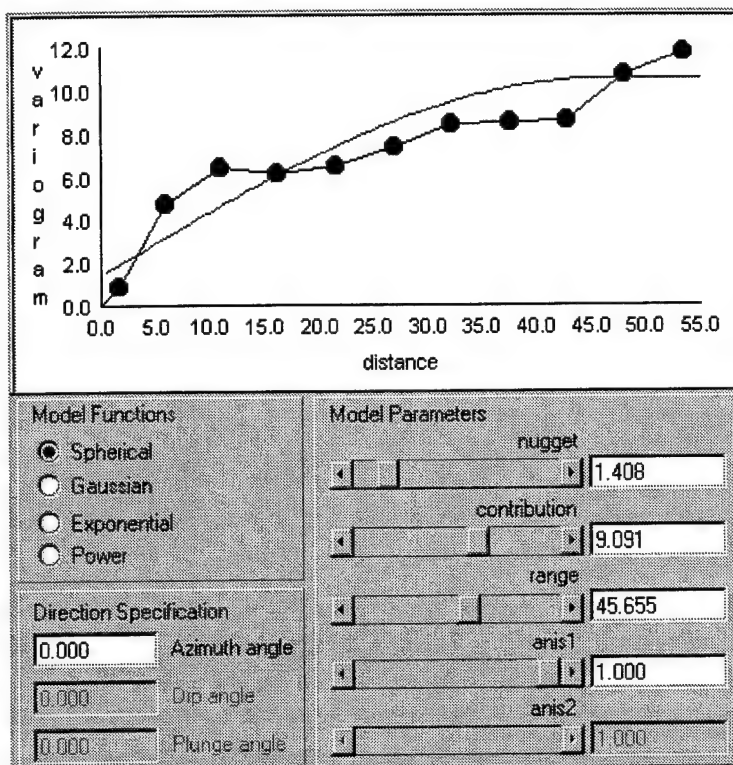 variogram
12.0
10.0
8.0
6.0
4.0
2.0
0.0
0.0 5.0 10.0 15.0 20.0 25.0 30.0 35.0 40.0 45.0 50.0 55.0
distance
Model Functions
Spherical
Gaussian
Exponential
Power
Direction Specification
0.000 Azimuth angle
0.000 Dip angle
0.000 Plunge angle
Model Parameters
nugget
1.408
contribution
9.091
range
45.655
anis1
1.000
anis2
1.000